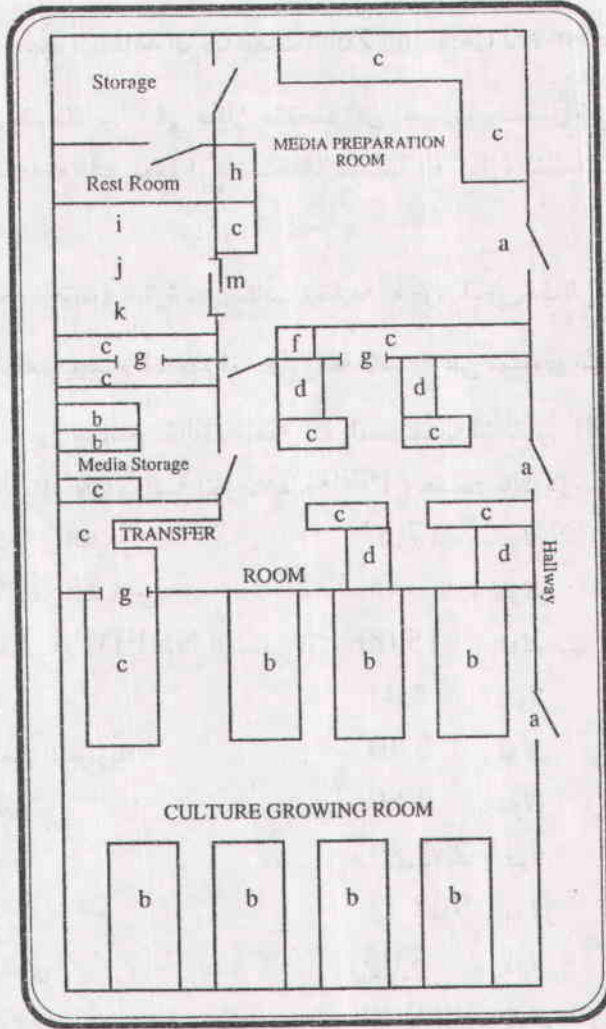 c
Storage
MEDIA PREPARATION
ROOM
c
h
Rest Room
i
c
a
j
m
k
c
f
c
g
g
c
d
d
b
c
c
b
Media Storage
a
c
c
c
c
TRANSFER
d
d
Hallway
ROOM
g
c
b
b
b
a
CULTURE GROWING ROOM
b
b
b
b